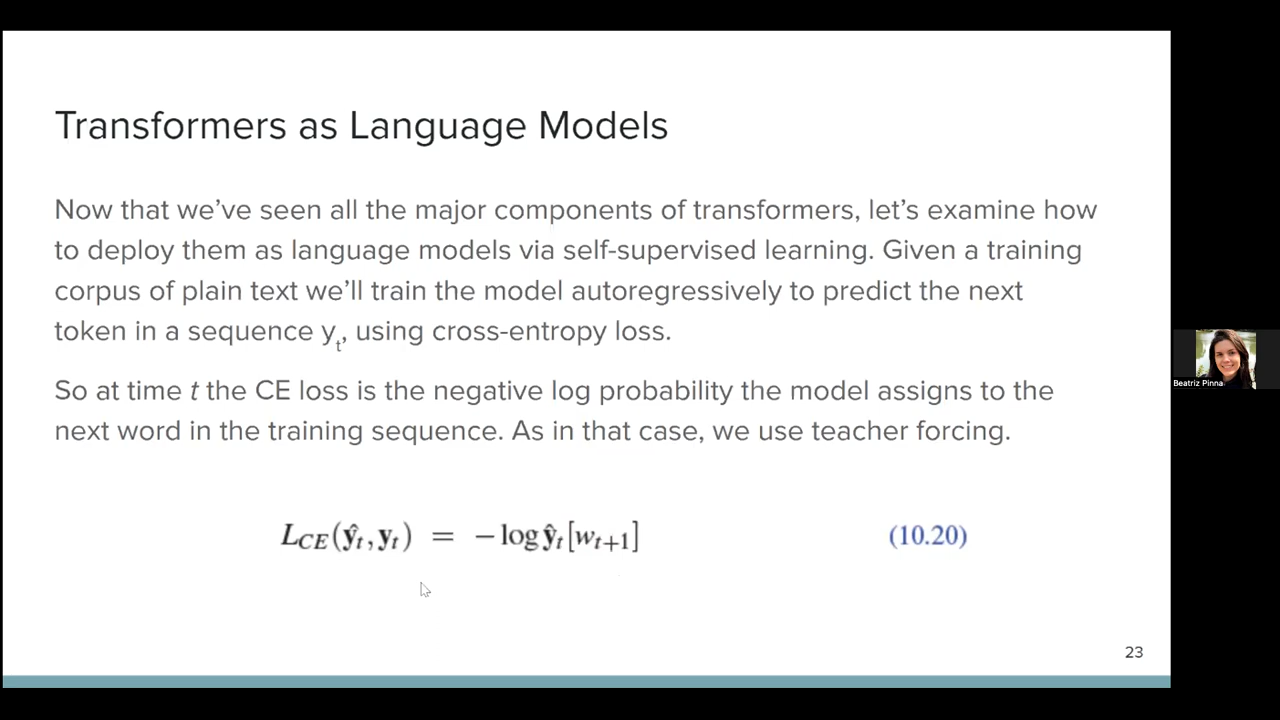 Transformers as Language Models
Now that we've seen all the major components of transformers, let's examine how
to deploy them as language models via self-supervised learning. Given a training
corpus of plain text we'll train the model autoregressively to predict the next
token in a sequence yₜ, using cross-entropy loss.
So at time t the CE loss is the negative log probability the model assigns to the
next word in the training sequence. As in that case, we use teacher forcing.
L_CE(ŷₜ, yₜ) = −log ŷₜ[wₜ₊₁] (10.20)
23
Beatriz Pinna